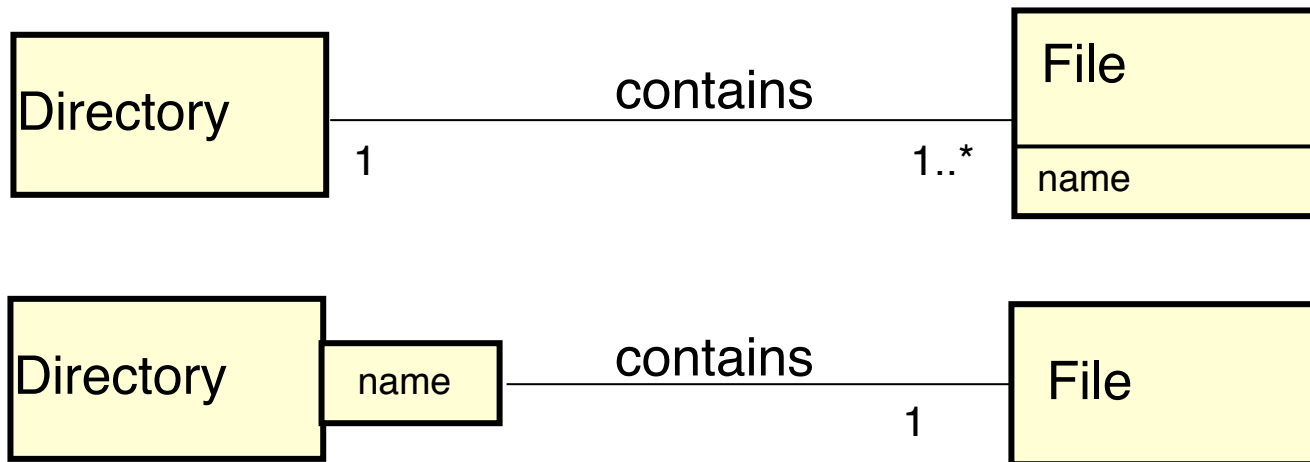 File
contains
Directory
1
1..*
name
contains
Directory
name
File
1